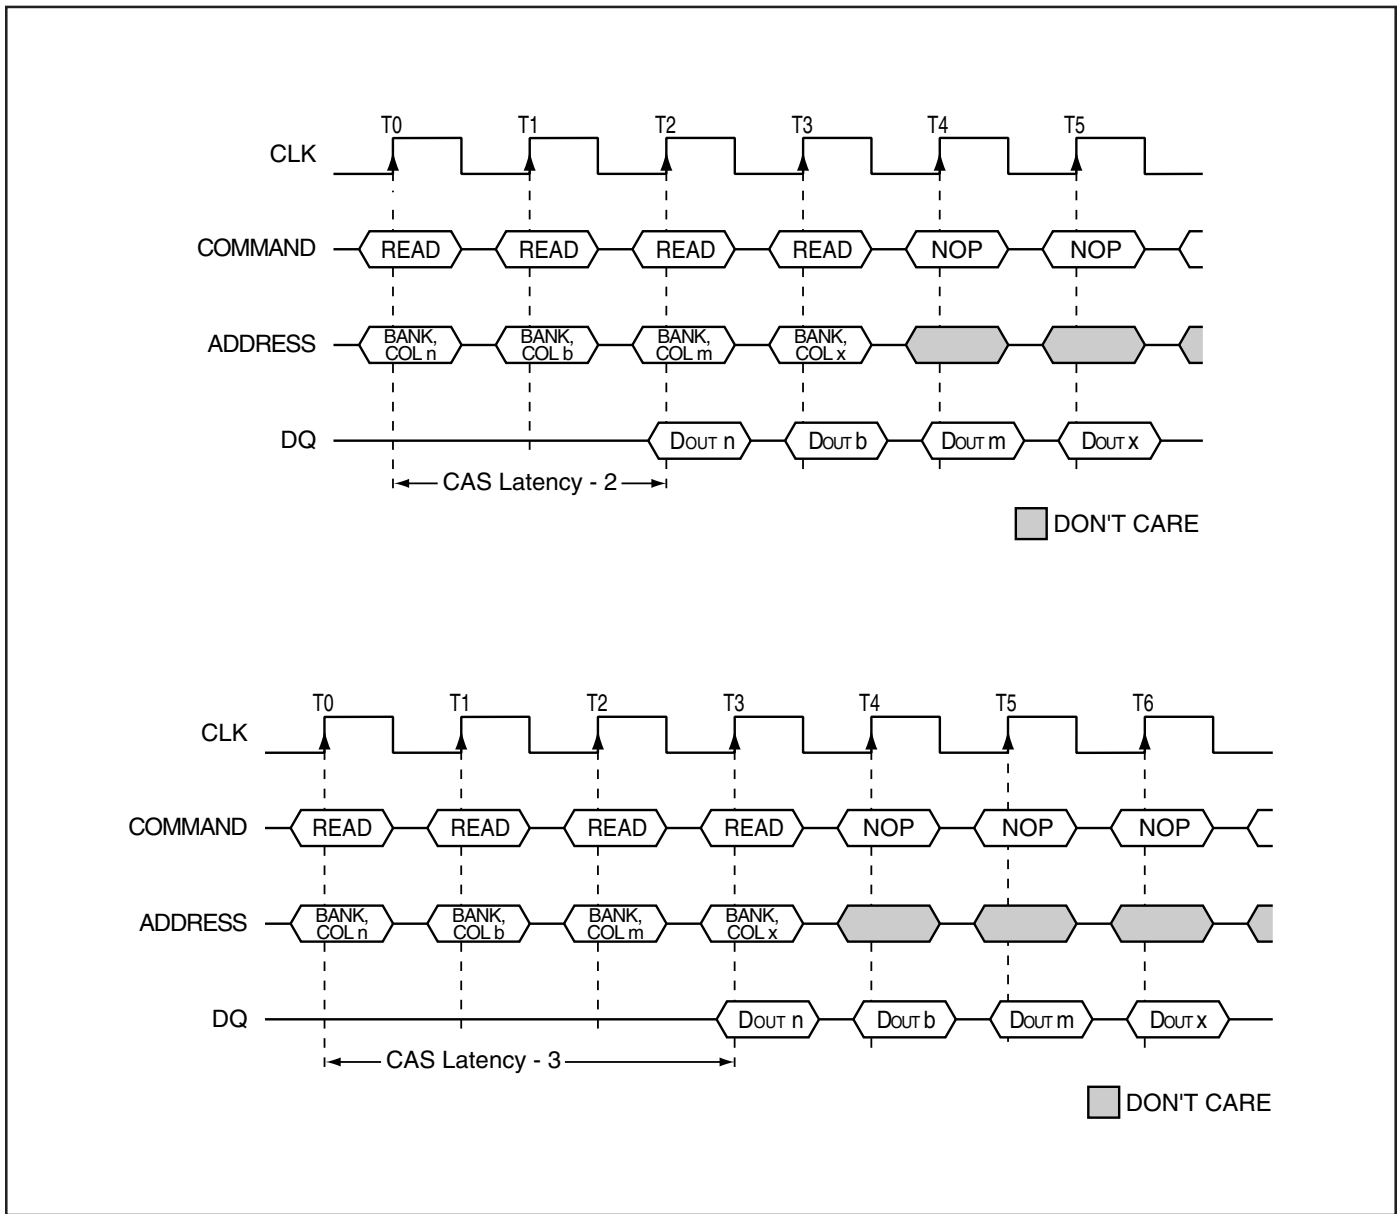 T0 T1 T2 T3 T4 T5
CLK
COMMAND READ READ READ READ NOP NOP
ADDRESS BANK, COL n BANK, COL b BANK, COL m BANK, COL x
DQ DOUT n DOUT b DOUT m DOUT x
CAS Latency - 2
DON'T CARE
T0 T1 T2 T3 T4 T5 T6
CLK
COMMAND READ READ READ READ NOP NOP NOP
ADDRESS BANK, COL n BANK, COL b BANK, COL m BANK, COL x
DQ DOUT n DOUT b DOUT m DOUT x
CAS Latency - 3
DON'T CARE